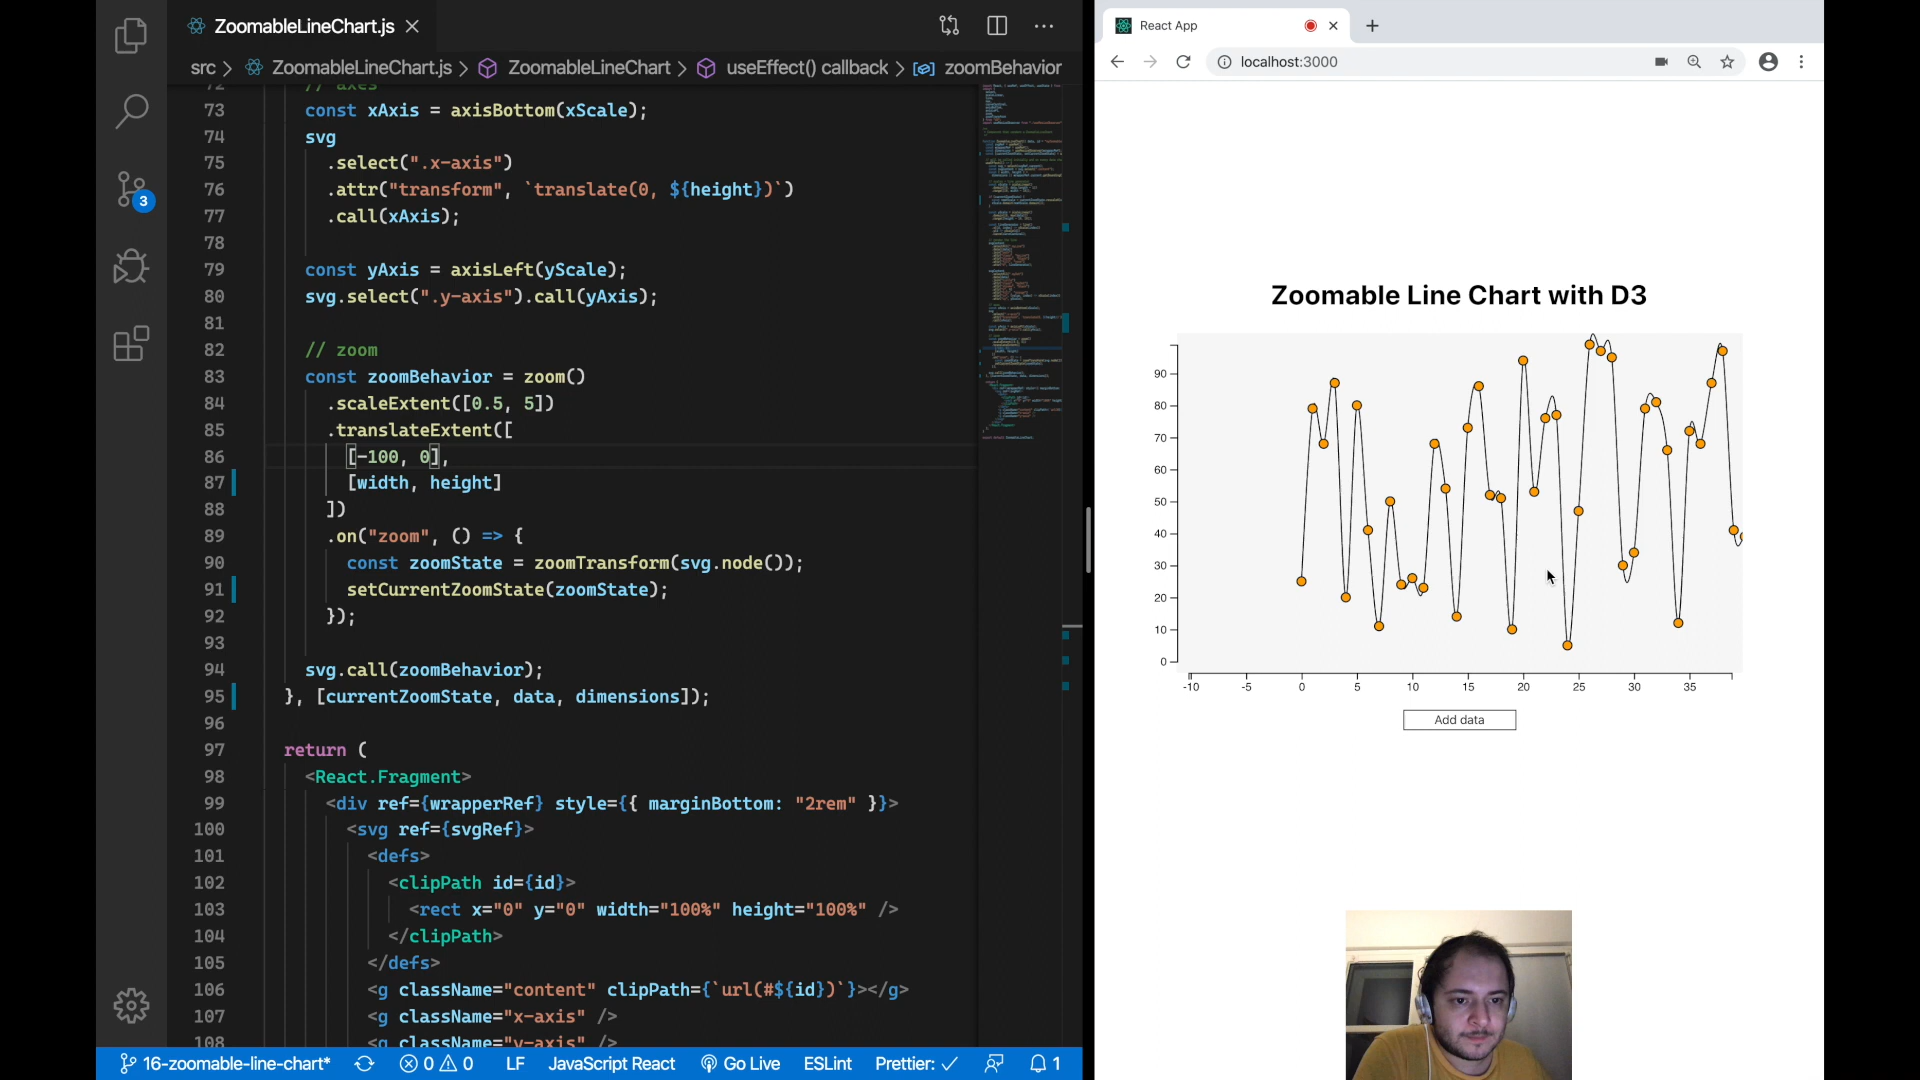 ZoomableLineChart.js
src > ZoomableLineChart.js > ZoomableLineChart > useEffect() callback > zoomBehavior
72 // axes
73 const xAxis = axisBottom(xScale);
74 svg
75 .select(".x-axis")
76 .attr("transform", `translate(0, ${height})`)
77 .call(xAxis);
78
79 const yAxis = axisLeft(yScale);
80 svg.select(".y-axis").call(yAxis);
81
82 // zoom
83 const zoomBehavior = zoom()
84 .scaleExtent([0.5, 5])
85 .translateExtent([
86 [-100, 0],
87 [width, height]
88 ])
89 .on("zoom", () => {
90 const zoomState = zoomTransform(svg.node());
91 setCurrentZoomState(zoomState);
92 });
93
94 svg.call(zoomBehavior);
95 }, [currentZoomState, data, dimensions]);
96
97 return (
98 <React.Fragment>
99 <div ref={wrapperRef} style={{ marginBottom: "2rem" }}>
100 <svg ref={svgRef}>
101 <defs>
102 <clipPath id={id}>
103 <rect x="0" y="0" width="100%" height="100%" />
104 </clipPath>
105 </defs>
106 <g className="content" clipPath={`url(#${id})`}></g>
107 <g className="x-axis" />
108 <g className="y-axis" />
3
16-zoomable-line-chart* 0 0 LF JavaScript React Go Live ESLint Prettier: ✓ 1
React App
localhost:3000
Zoomable Line Chart with D3
90
80
70
60
50
40
30
20
10
0
-10 -5 0 5 10 15 20 25 30 35
Add data